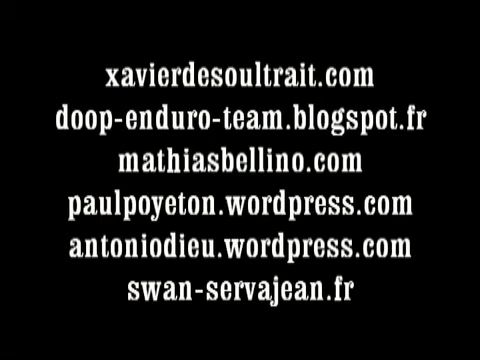 xavierdesoultrait.com
doop-enduro-team.blogspot.fr
mathiasbellino.com
paulpoyeton.wordpress.com
antoniodieu.wordpress.com
swan-servajean.fr